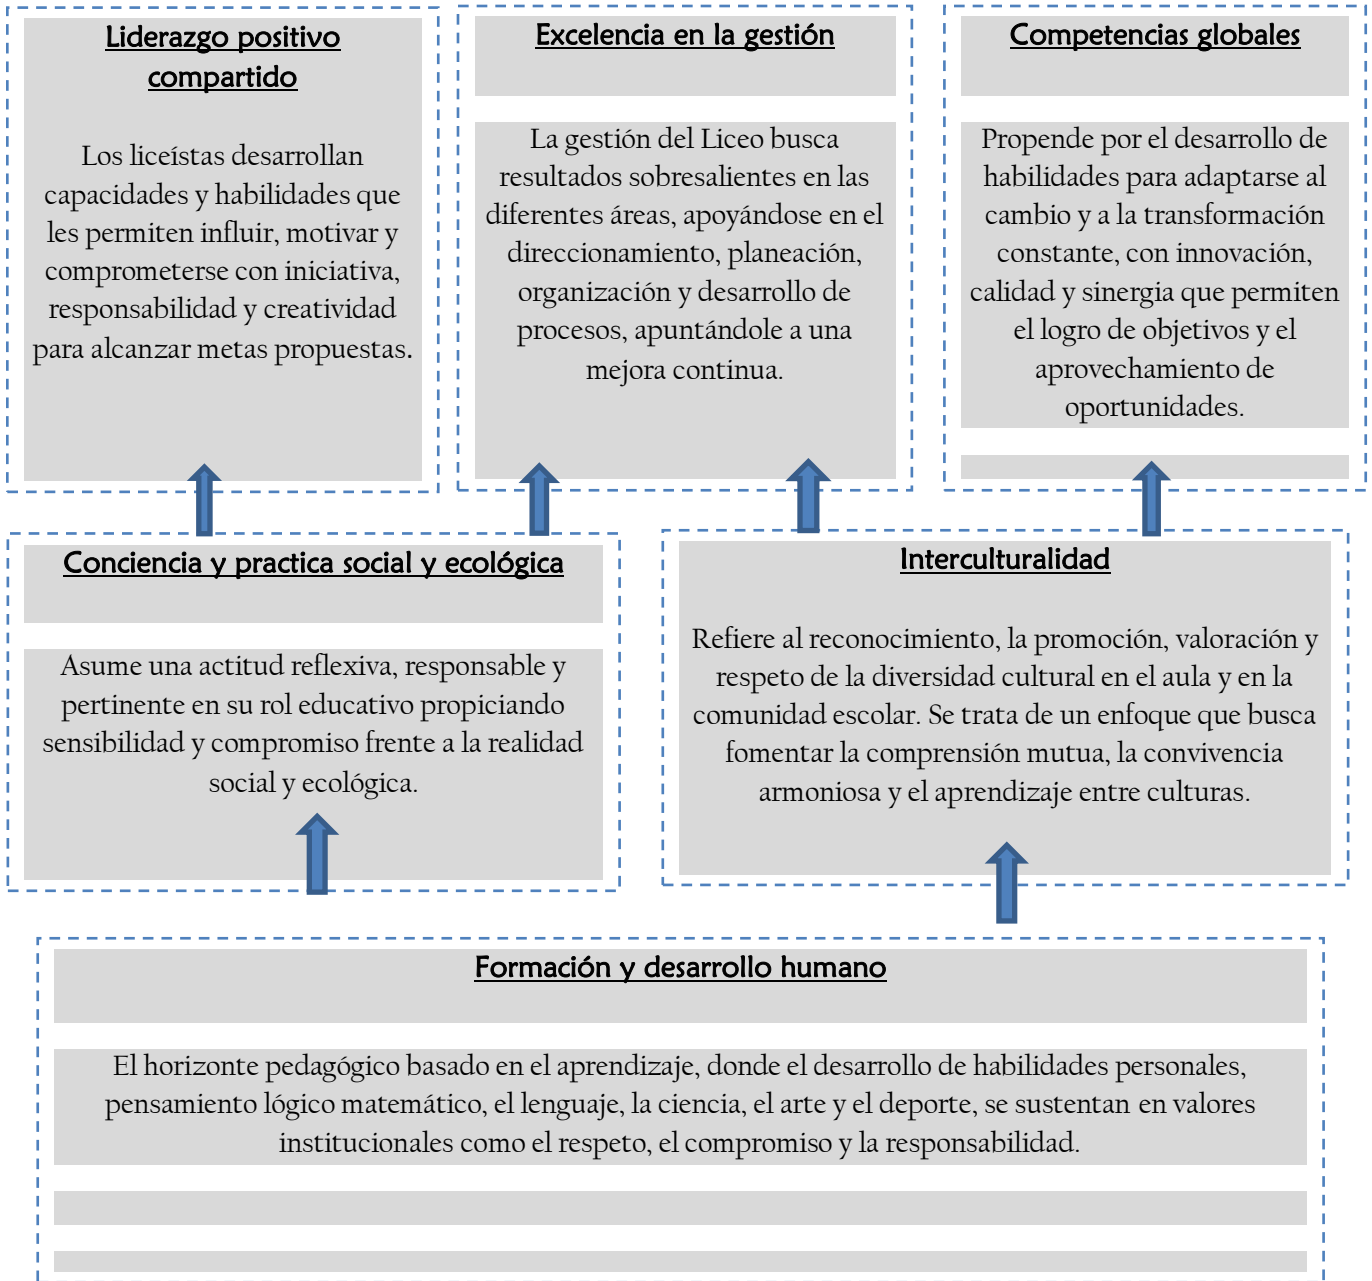 Liderazgo positivo
compartido
Los liceístas desarrollan
capacidades y habilidades que
les permiten influir, motivar y
comprometerse con iniciativa,
responsabilidad y creatividad
para alcanzar metas propuestas.
Excelencia en la gestión
La gestión del Liceo busca
resultados sobresalientes en las
diferentes áreas, apoyándose en el
direccionamiento, planeación,
organización y desarrollo de
procesos, apuntándole a una
mejora continua.
Competencias globales
Propende por el desarrollo de
habilidades para adaptarse al
cambio y a la transformación
constante, con innovación,
calidad y sinergia que permiten
el logro de objetivos y el
aprovechamiento de
oportunidades.
Conciencia y practica social y ecológica
Asume una actitud reflexiva, responsable y
pertinente en su rol educativo propiciando
sensibilidad y compromiso frente a la realidad
social y ecológica.
Interculturalidad
Refiere al reconocimiento, la promoción, valoración y
respeto de la diversidad cultural en el aula y en la
comunidad escolar. Se trata de un enfoque que busca
fomentar la comprensión mutua, la convivencia
armoniosa y el aprendizaje entre culturas.
Formación y desarrollo humano
El horizonte pedagógico basado en el aprendizaje, donde el desarrollo de habilidades personales,
pensamiento lógico matemático, el lenguaje, la ciencia, el arte y el deporte, se sustentan en valores
institucionales como el respeto, el compromiso y la responsabilidad.